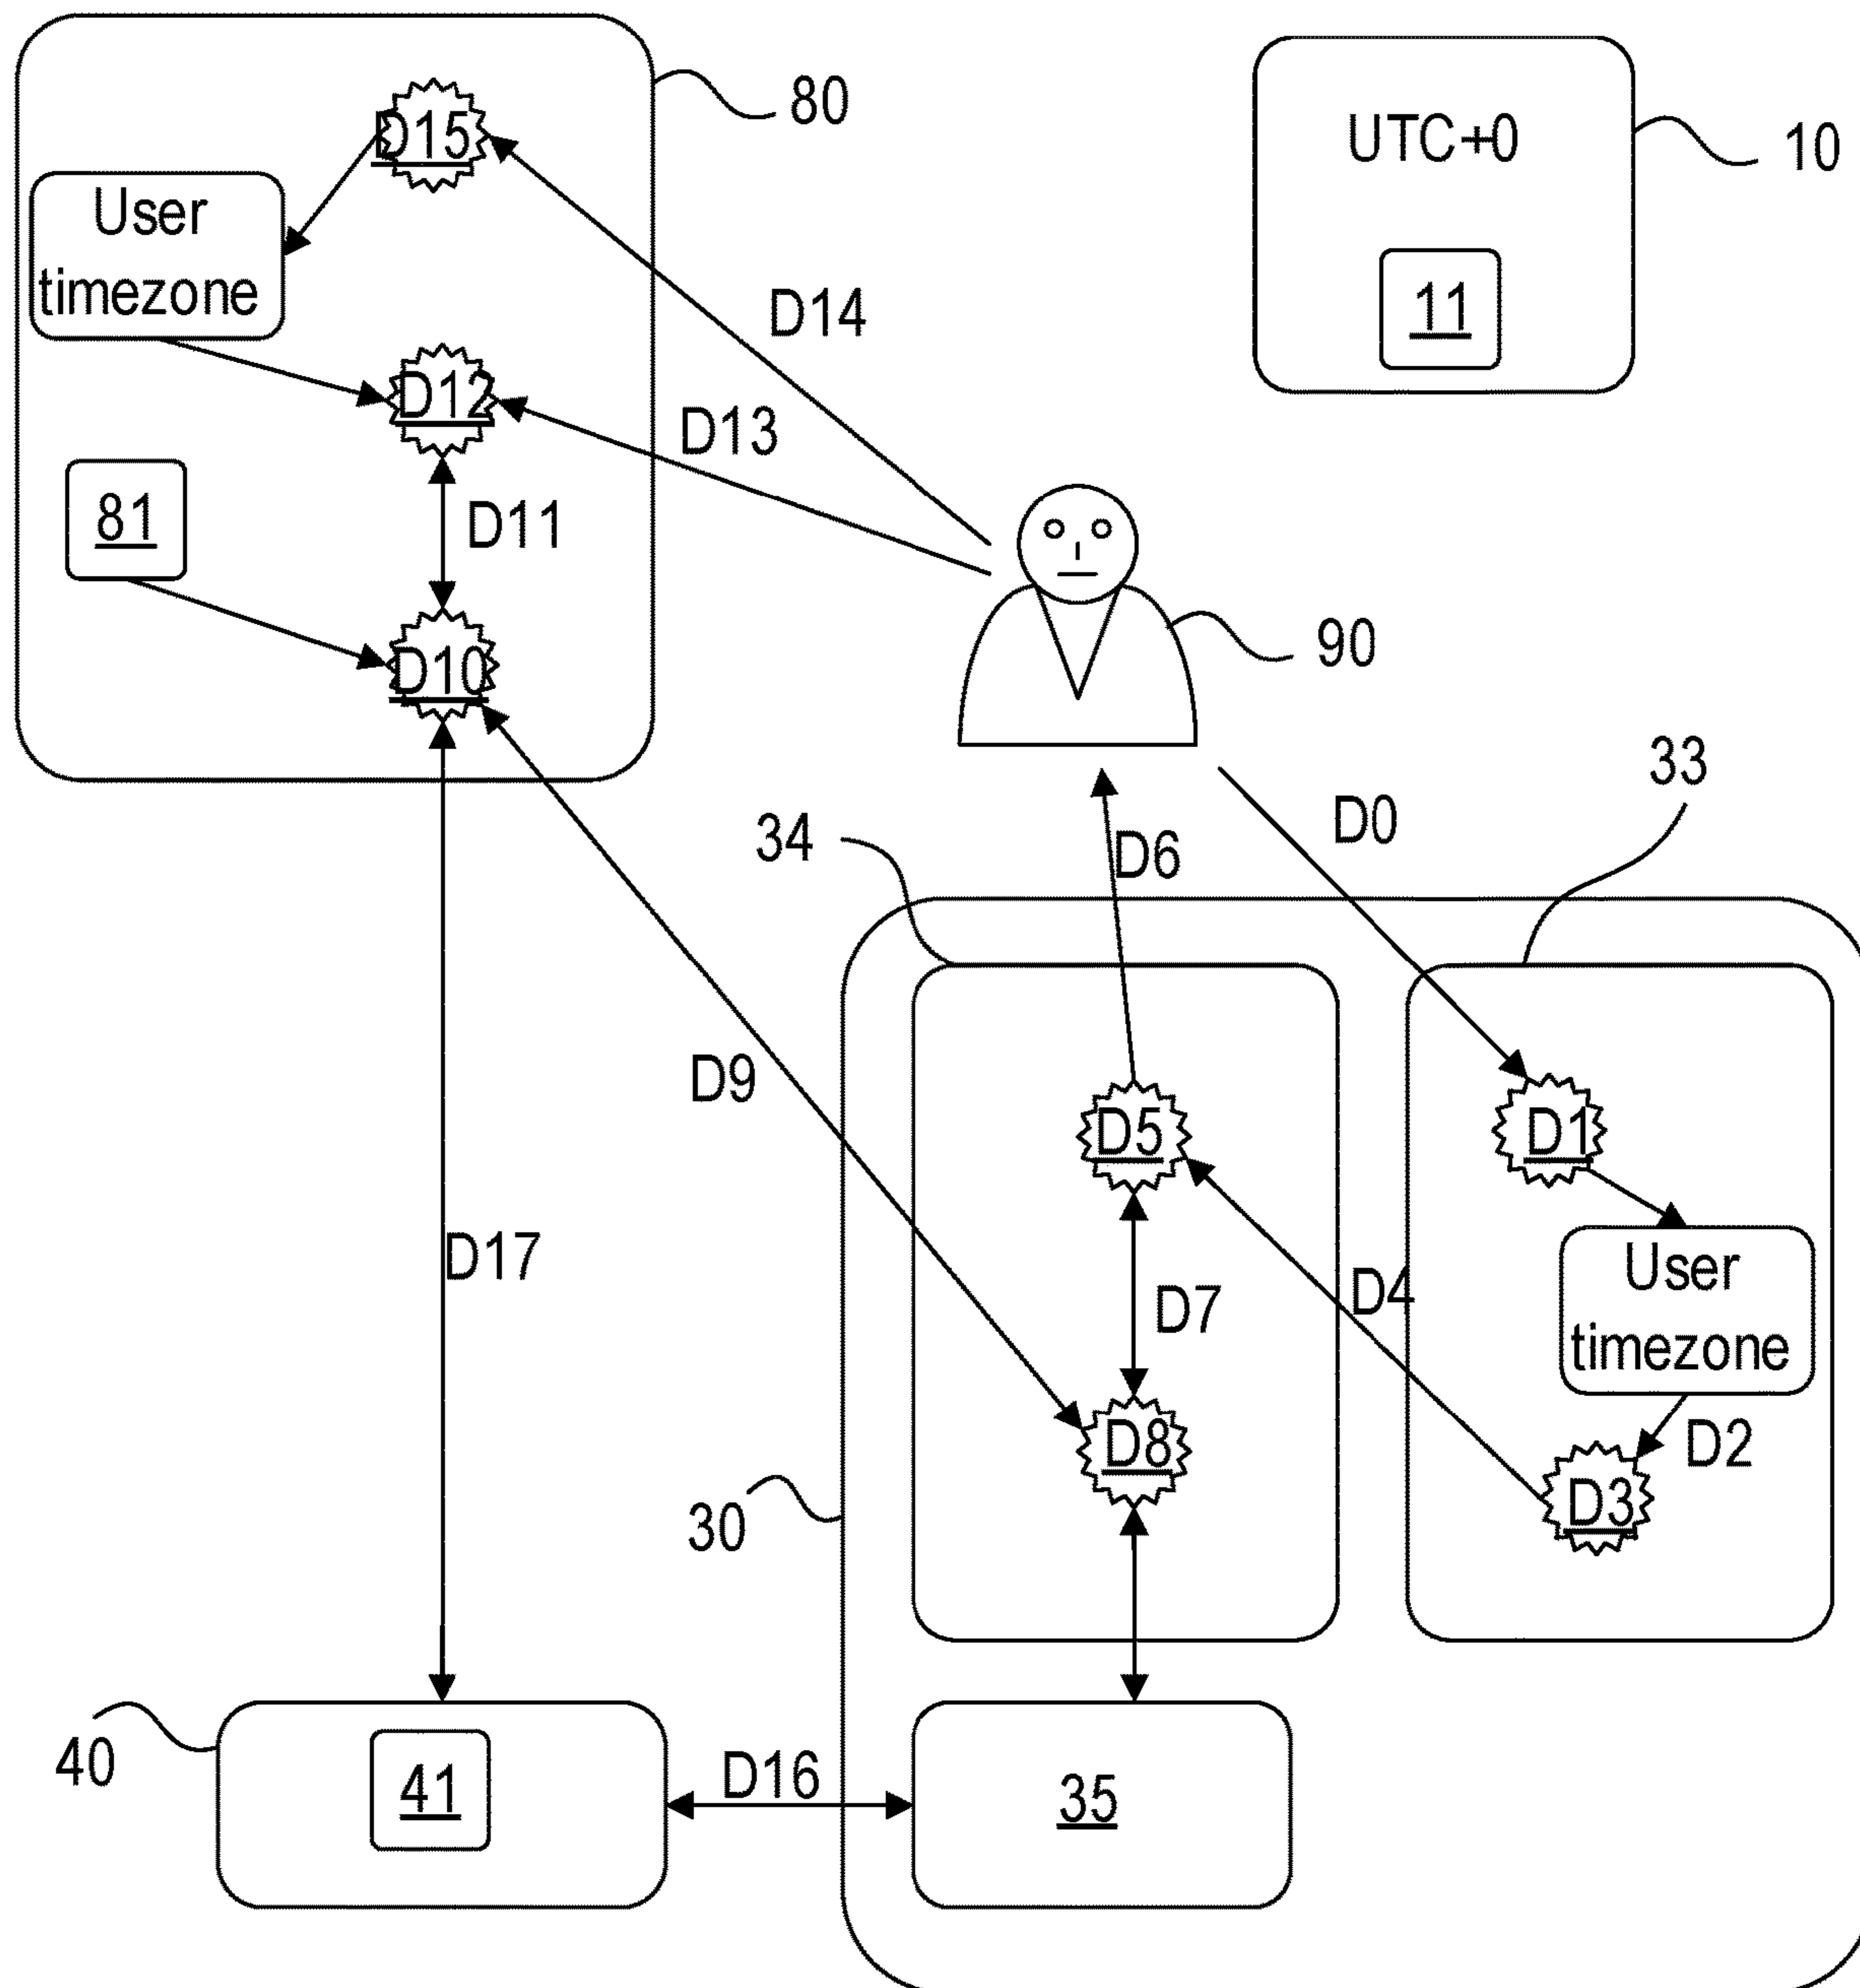 80
D15
UTC+0
10
User
timezone
11
D14
D12
D13
81
D11
D10
90
33
34
D6
D0
D9
D5
D1
D17
D7
D4
User
timezone
D8
D2
30
D3
40
41
D16
35